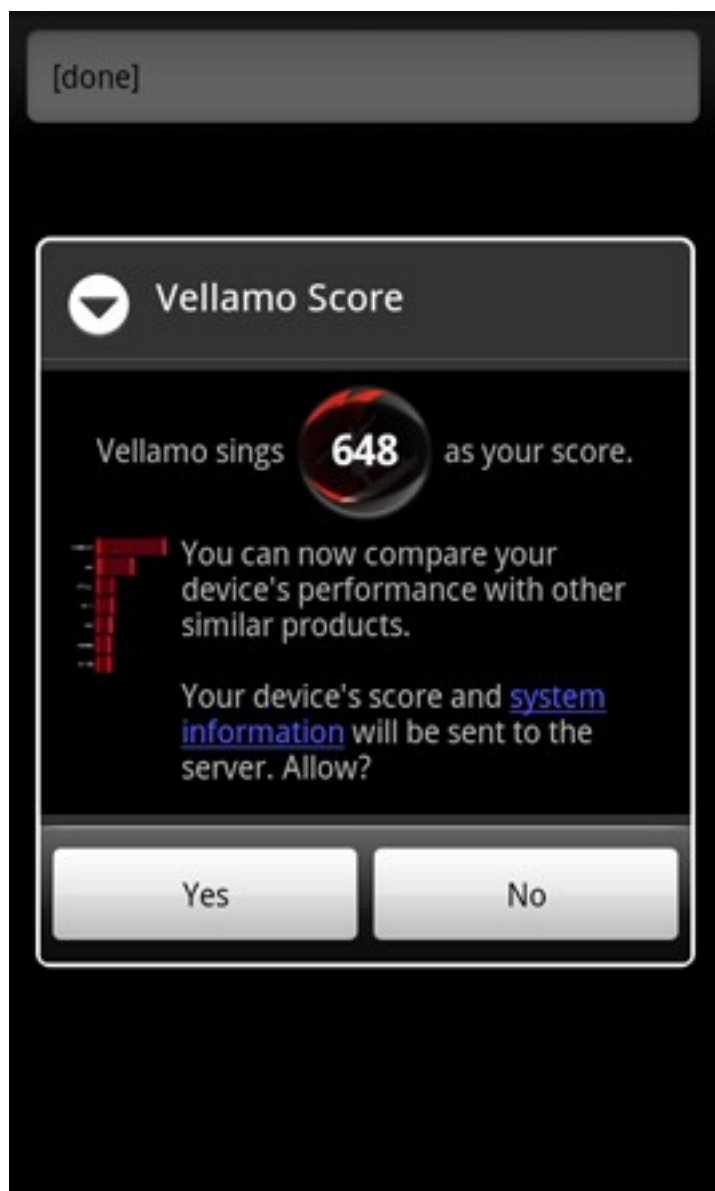 [done]
Vellamo Score
Vellamo sings 648 as your score.
You can now compare your
device's performance with other
similar products.
Your device's score and system
information will be sent to the
server. Allow?
Yes
No